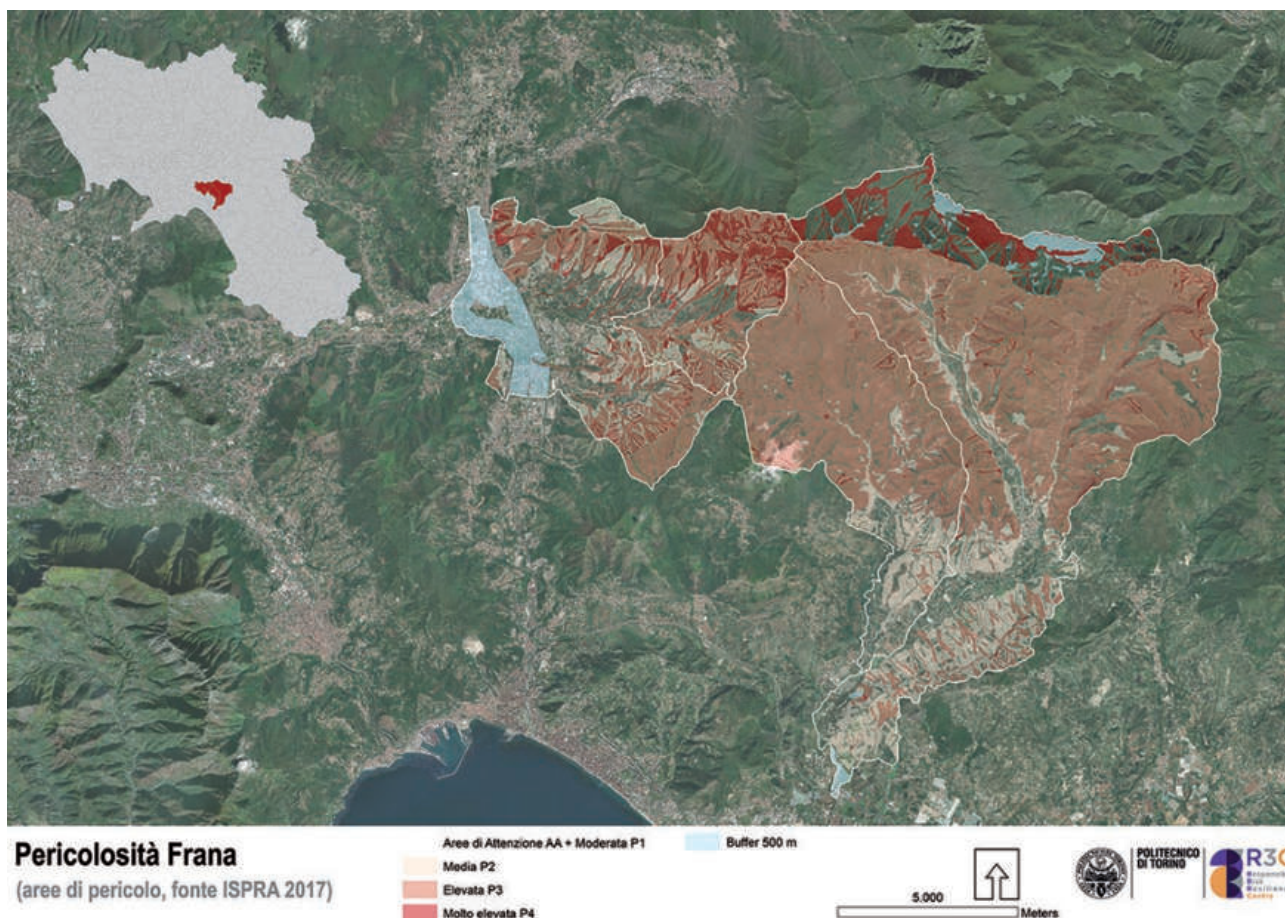 Pericolosità Frana
(aree di pericolo, fonte ISPRA 2017)
Aree di Attenzione AA + Moderata P1
Media P2
Elevata P3
Molto elevata P4
Buffer 500 m
5.000
Meters
POLITECNICO
DI TORINO
R3C